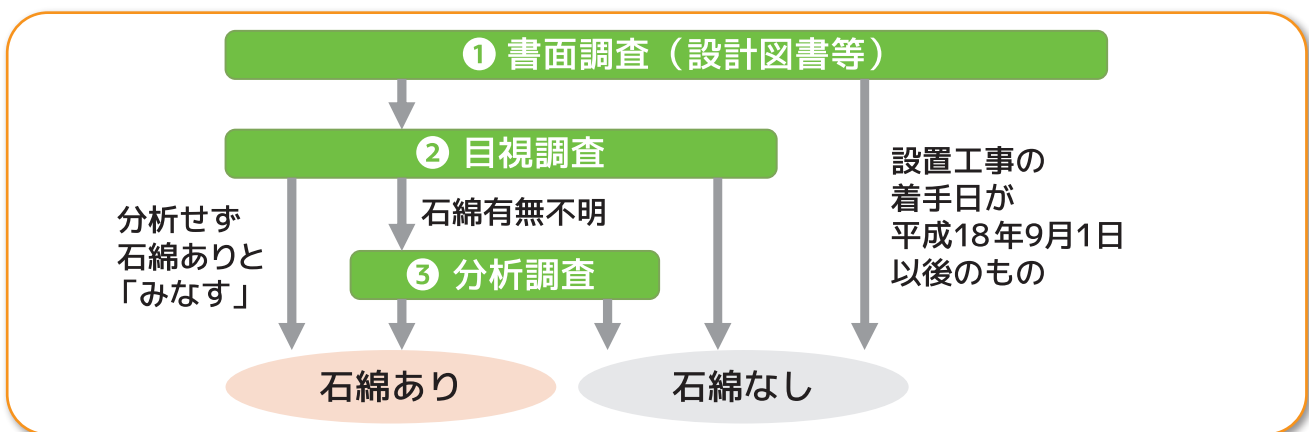 ❶ 書面調査（設計図書等）
❷ 目視調査
設置工事の
着手日が
平成18年9月1日
以後のもの
分析せず
石綿ありと
「みなす」
石綿有無不明
❸ 分析調査
石綿あり
石綿なし